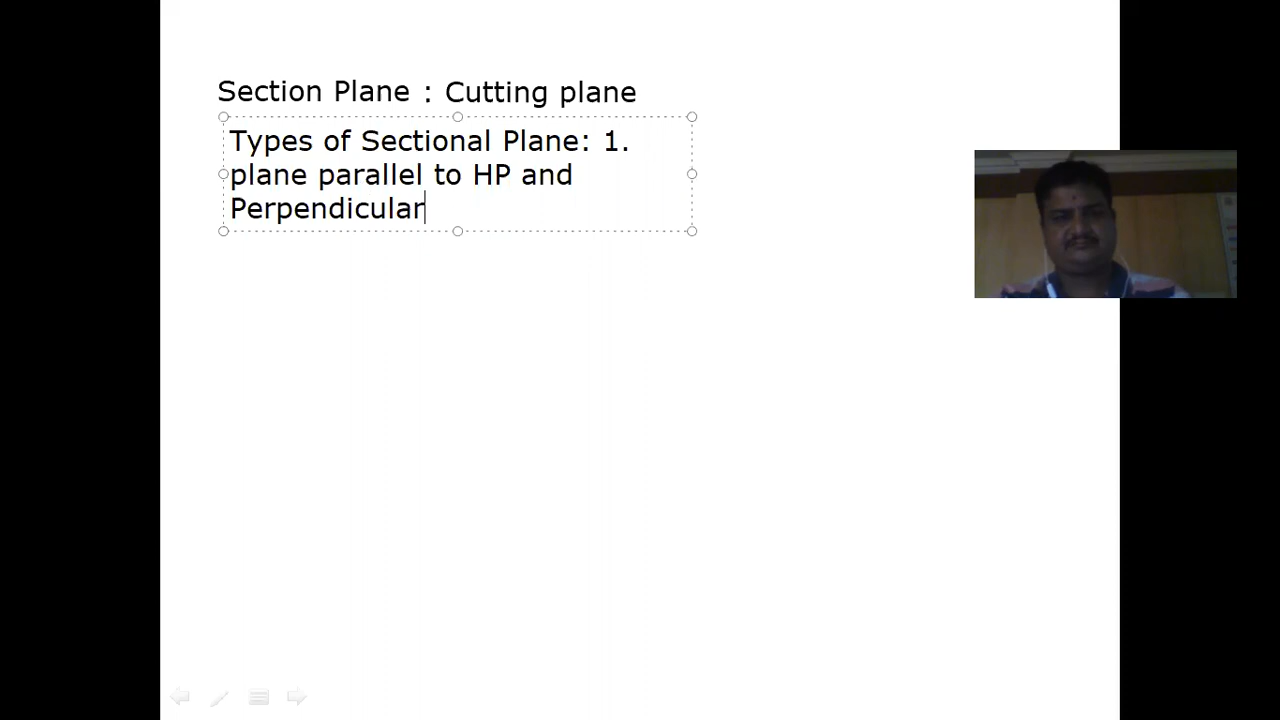 Section Plane : Cutting plane
Types of Sectional Plane: 1.
plane parallel to HP and
Perpendicular